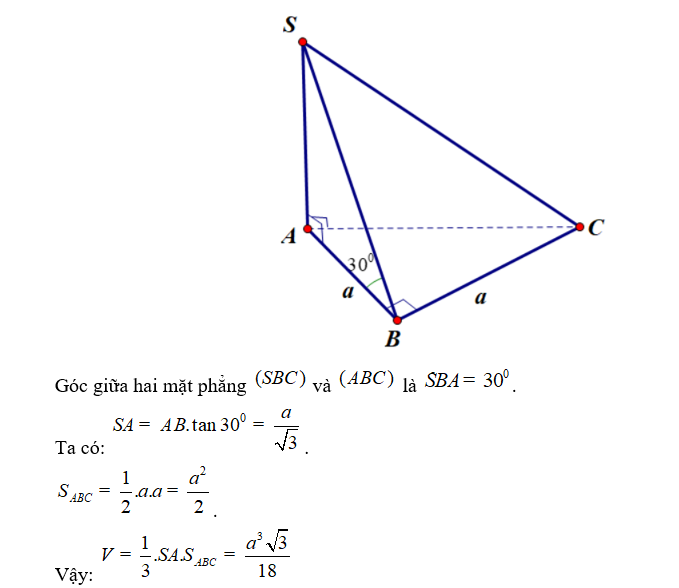 S
A
C
30⁰
a
a
B
Góc giữa hai mặt phẳng (SBC) và (ABC) là SBA = 30⁰.
Ta có: SA = AB.tan 30⁰ = a/√3.
S_ABC = 1/2 .a.a = a²/2.
Vậy: V = 1/3 .SA.S_ABC = a³√3/18